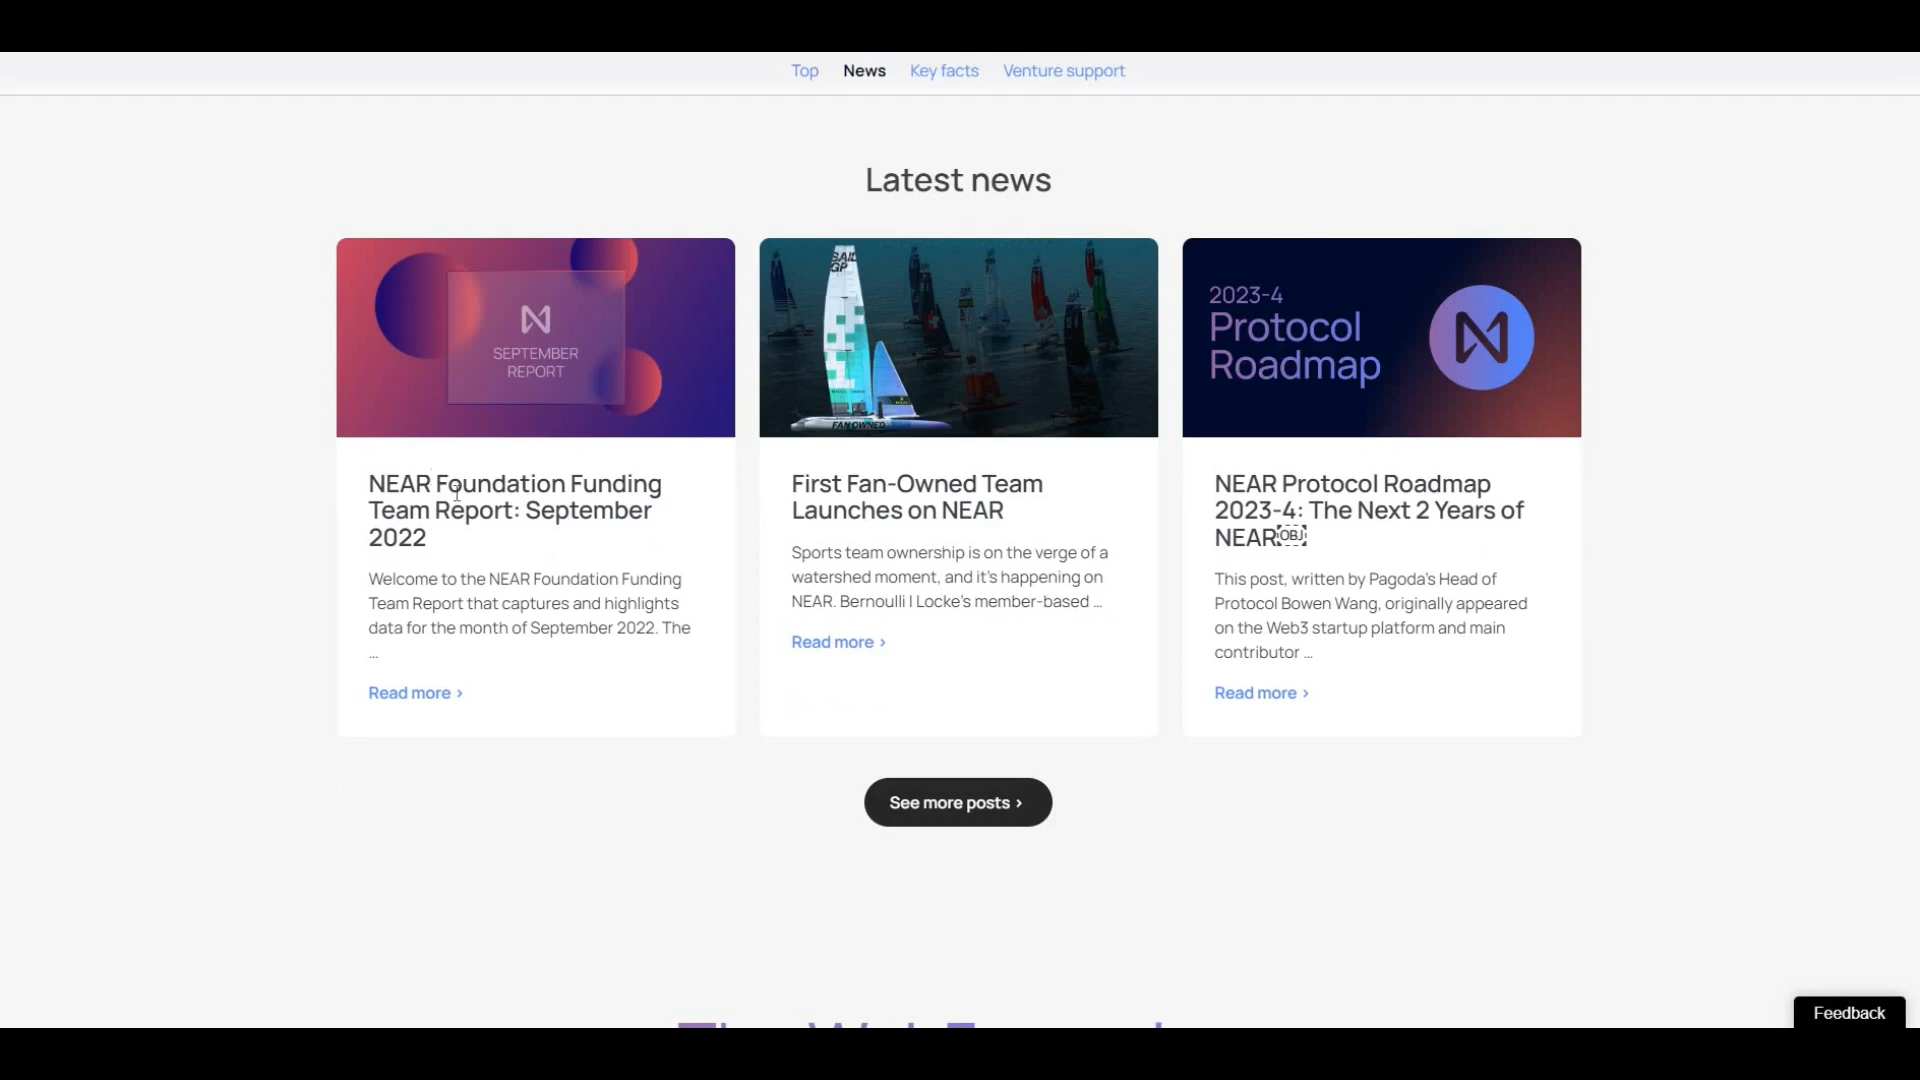 Top News Key facts Venture support
Latest news
SEPTEMBER
REPORT
NEAR Foundation Funding
Team Report: September
2022
Welcome to the NEAR Foundation Funding
Team Report that captures and highlights
data for the month of September 2022. The
...
Read more ›
SAIL
GP
FAN OWNED
First Fan-Owned Team
Launches on NEAR
Sports team ownership is on the verge of a
watershed moment, and it's happening on
NEAR. Bernoulli | Locke's member-based ...
Read more ›
2023-4
Protocol
Roadmap
NEAR Protocol Roadmap
2023-4: The Next 2 Years of
NEAR￼
This post, written by Pagoda's Head of
Protocol Bowen Wang, originally appeared
on the Web3 startup platform and main
contributor ...
Read more ›
See more posts ›
Feedback